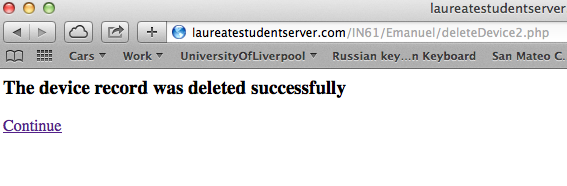 laureatestudentserver
laureatestudentserver.com/IN61/Emanuel/deleteDevice2.php
Cars Work UniversityOfLiverpool Russian key...n Keyboard San Mateo C.
The device record was deleted successfully
Continue